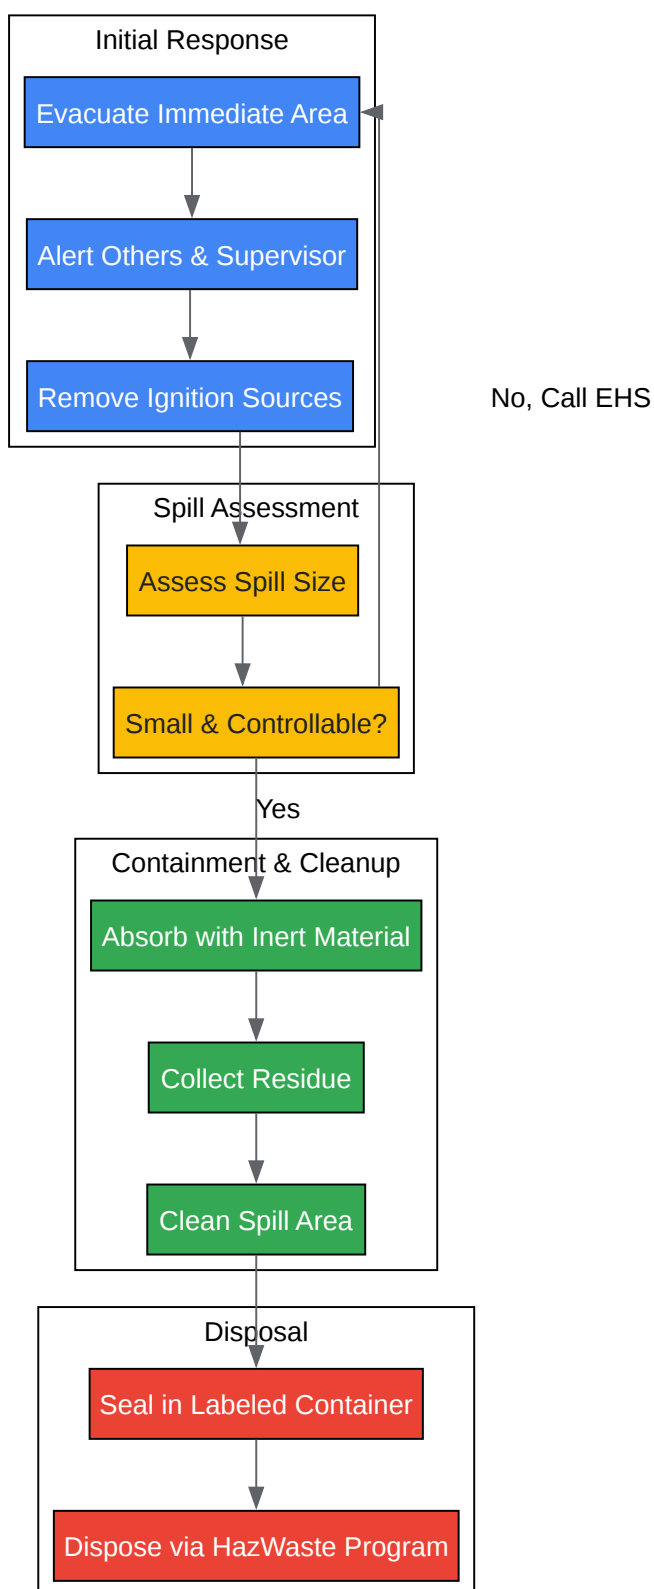 Initial Response
Evacuate Immediate Area
Alert Others & Supervisor
Remove Ignition Sources
No, Call EHS
Spill Assessment
Assess Spill Size
Small & Controllable?
Yes
Containment & Cleanup
Absorb with Inert Material
Collect Residue
Clean Spill Area
Disposal
Seal in Labeled Container
Dispose via HazWaste Program